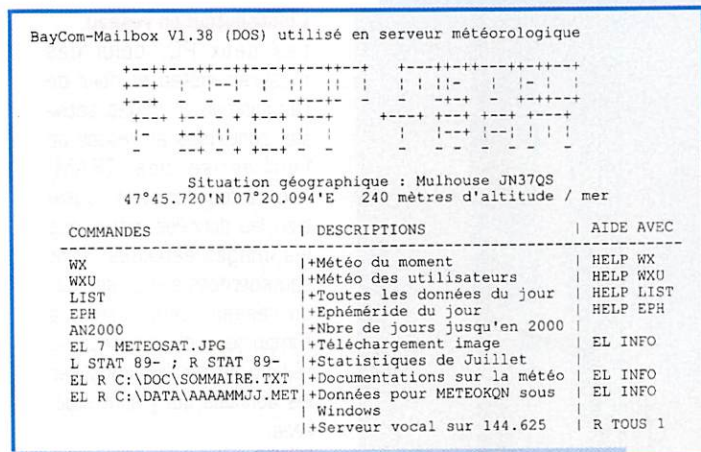 BayCom-Mailbox V1.38 (DOS) utilisé en serveur météorologique
Situation géographique : Mulhouse JN37QS
47°45.720'N 07°20.094'E 240 mètres d'altitude / mer
COMMANDES | DESCRIPTIONS | AIDE AVEC
WX |+Météo du moment | HELP WX
WXU |+Météo des utilisateurs | HELP WXU
LIST |+Toutes les données du jour | HELP LIST
EPH |+Ephéméride du jour | HELP EPH
AN2000 |+Nbre de jours jusqu'en 2000 |
EL 7 METEOSAT.JPG |+Téléchargement image | EL INFO
L STAT 89- ; R STAT 89- |+Statistiques de Juillet |
EL R C:\DOC\SOMMAIRE.TXT |+Documentations sur la météo | EL INFO
EL R C:\DATA\AAAAMMJJ.MET|+Données pour METEOKQN sous | EL INFO
| Windows |
|+Serveur vocal sur 144.625 | R TOUS 1